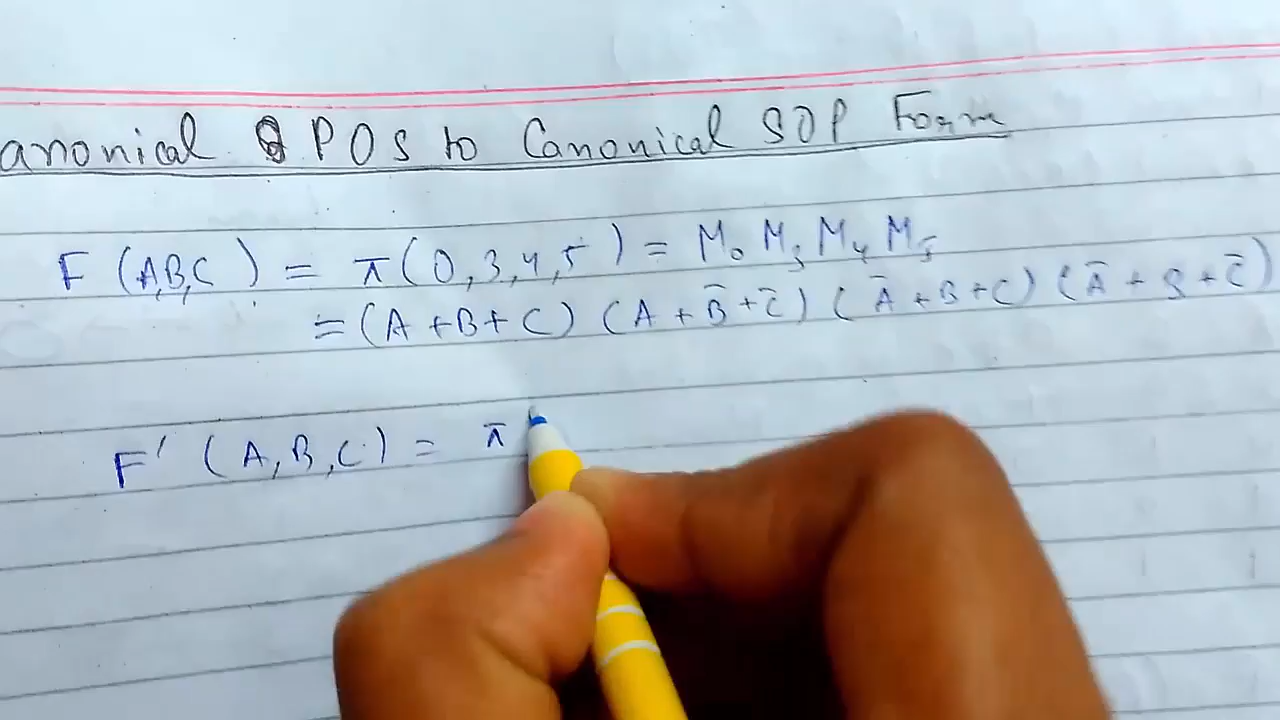 anonical POS to Canonical SOP Form
F (A,B,C) = π(0,3,4,5) = M₀ M₃ M₄ M₅
= (A+B+C) (A+B̅+C̅) (A̅+B+C) (A̅+B+C̅)
F' (A,B,C) = π